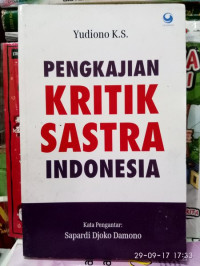 Yudiono K.S.
PENGKAJIAN
KRITIK
SASTRA
INDONESIA
Kata Pengantar:
Sapardi Djoko Damono
29-09-17 17:33